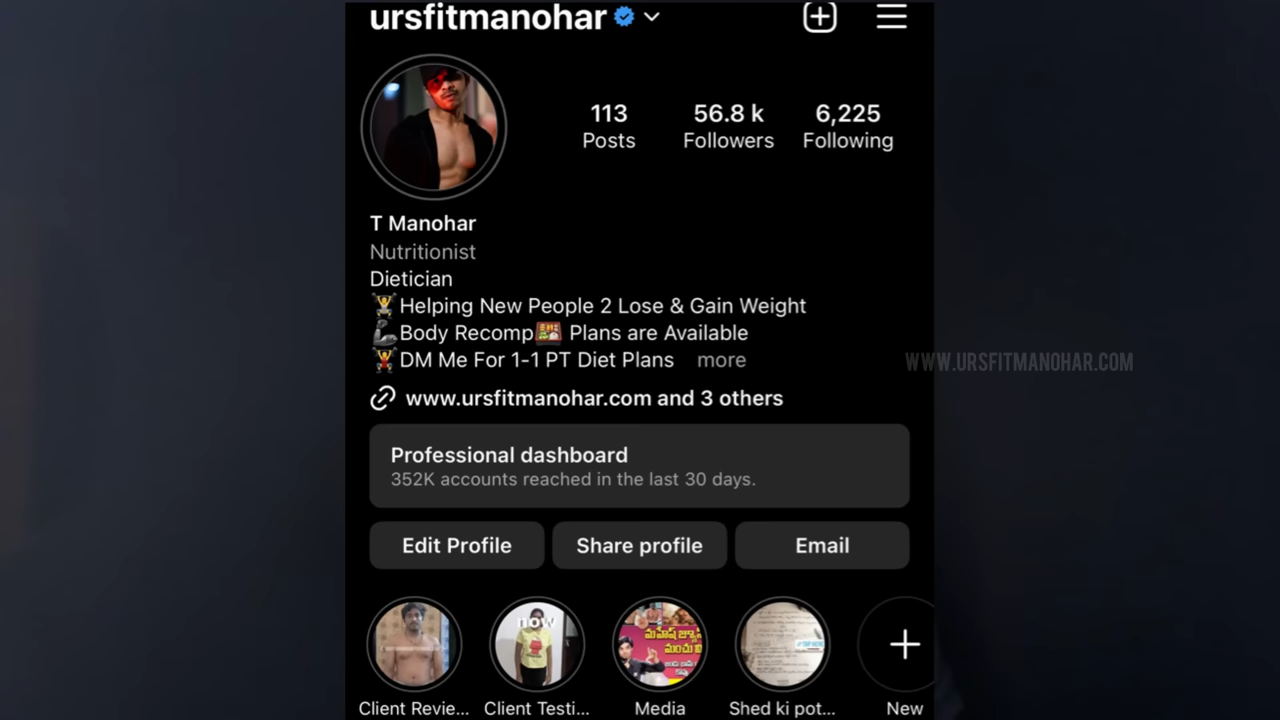 ursfitmanohar
113 56.8 k 6,225
Posts Followers Following
T Manohar
Nutritionist
Dietician
Helping New People 2 Lose & Gain Weight
Body Recomp Plans are Available
DM Me For 1-1 PT Diet Plans more
WWW.URSFITMANOHAR.COM
www.ursfitmanohar.com and 3 others
Professional dashboard
352K accounts reached in the last 30 days.
Edit Profile Share profile Email
now
మంచు
Client Revie... Client Testi... Media Shed ki pot... New